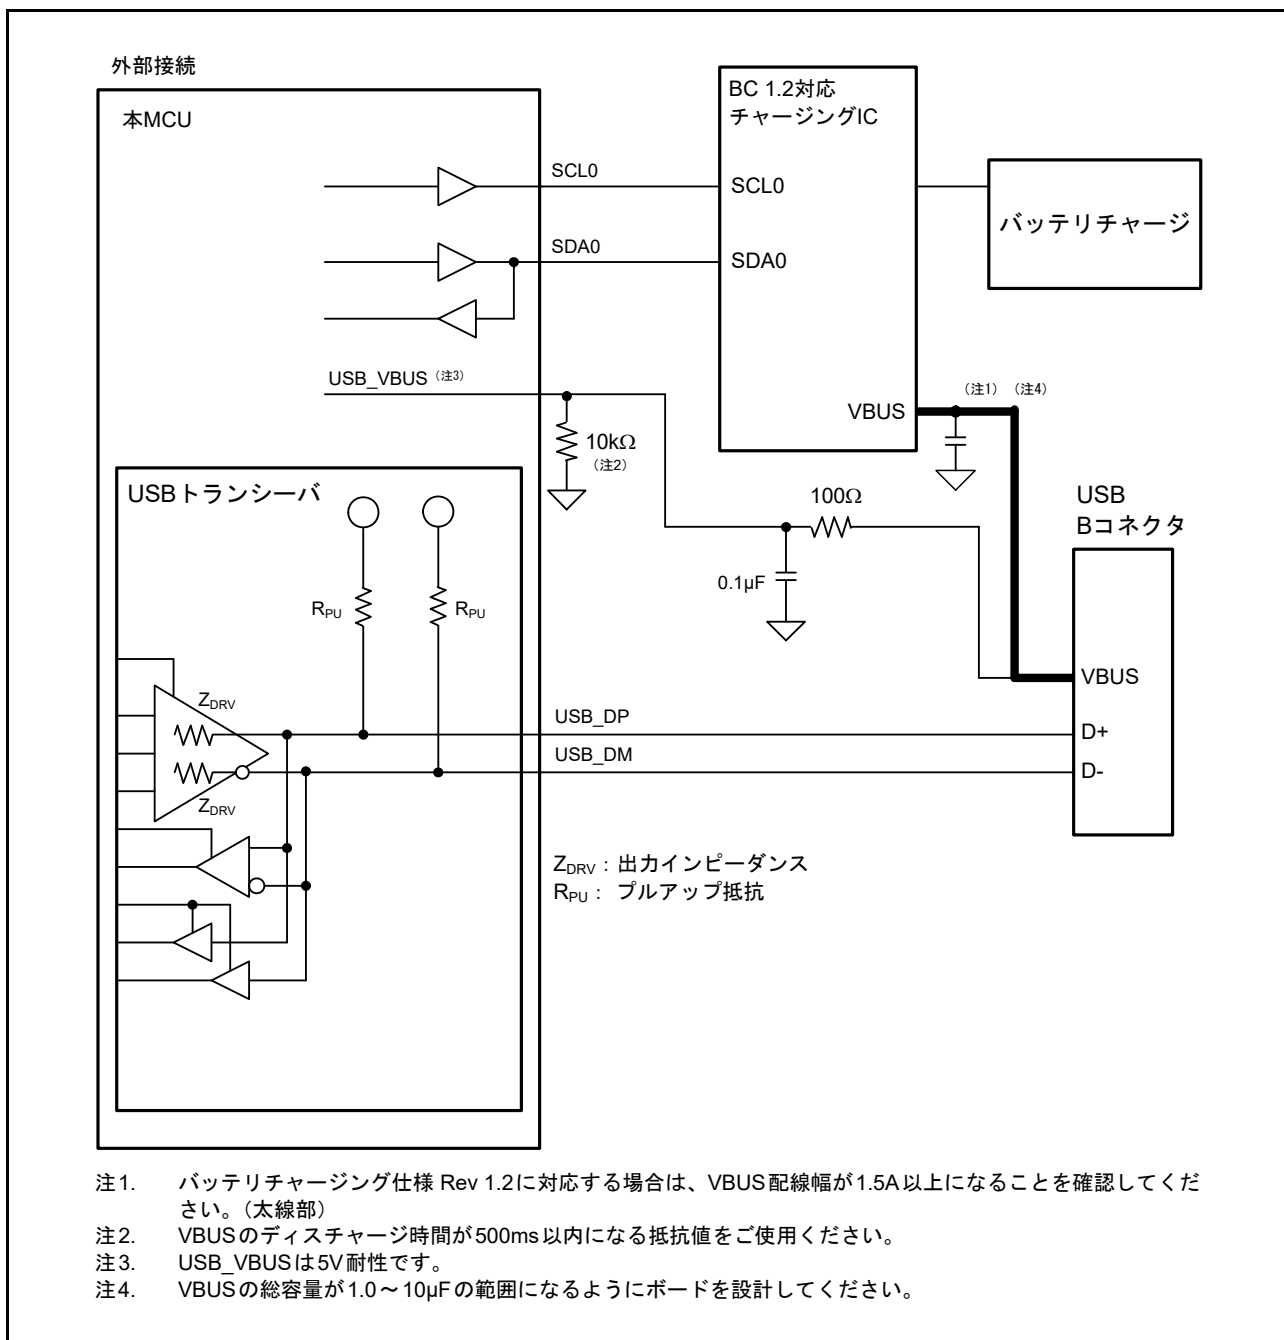 外部接続
本MCU
BC 1.2対応
チャージングIC
SCL0
SCL0
バッテリチャージ
SDA0
SDA0
USB_VBUS（注3）
（注1）（注4）
VBUS
10kΩ
（注2）
USBトランシーバ
100Ω
USB
Bコネクタ
0.1μF
RPU
RPU
VBUS
ZDRV
USB_DP
D+
USB_DM
D-
ZDRV
ZDRV：出力インピーダンス
RPU： プルアップ抵抗
注1. バッテリチャージング仕様 Rev 1.2に対応する場合は、VBUS配線幅が1.5A以上になることを確認してくだ
さい。（太線部）
注2. VBUSのディスチャージ時間が500ms以内になる抵抗値をご使用ください。
注3. USB_VBUSは5V耐性です。
注4. VBUSの総容量が1.0～10μFの範囲になるようにボードを設計してください。